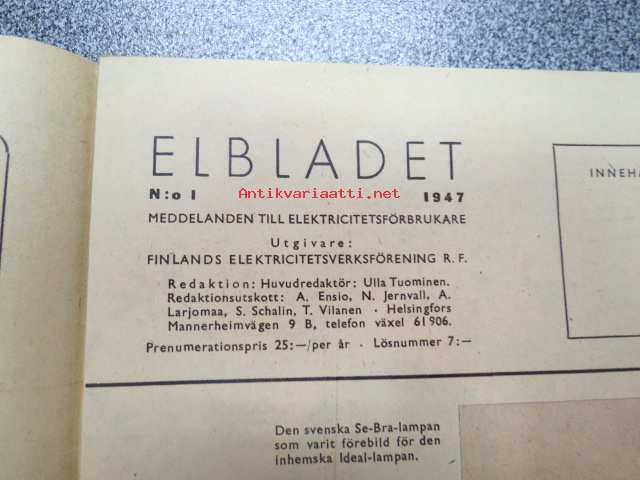 ELBLADET
N:o 1 Antikvariaatti.net 1947
MEDDELANDEN TILL ELEKTRICITETSFÖRBRUKARE
Utgivare:
FINLANDS ELEKTRICITETSVERKSFÖRENING R. F.
Redaktion: Huvudredaktör: Ulla Tuominen.
Redaktionsutskott: A. Ensio, N. Jernvall, A.
Larjomaa, S. Schalin, T. Vilanen · Helsingfors
Mannerheimvägen 9 B, telefon växel 61 906.
Prenumerationspris 25:—/per år · Lösnummer 7:—
INNEHÅ
Den svenska Se-Bra-lampan
som varit förebild för den
inhemska Ideal-lampan.